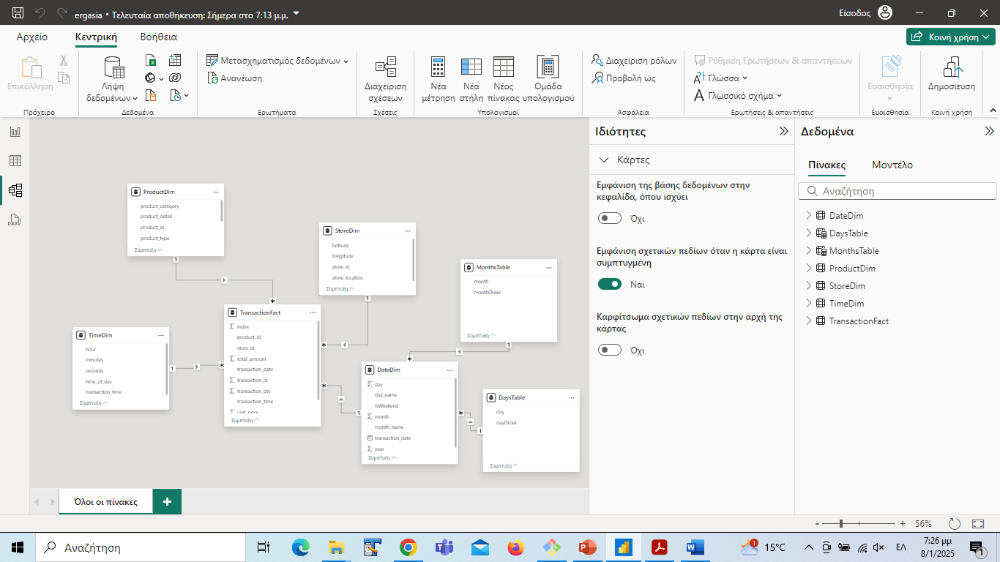 ergasia • Τελευταία αποθήκευση: Σήμερα στο 7:13 μ.μ.
Είσοδος
Αρχείο
Κεντρική
Βοήθεια
Κοινή χρήση
Επικόλληση
Πρόχειρο
Λήψη
δεδομένων
Δεδομένα
Μετασχηματισμός δεδομένων
Ανανέωση
Ερωτήματα
Διαχείριση
σχέσεων
Σχέσεις
Νέα
μέτρηση
Νέα
στήλη
Νέος
πίνακας
Ομάδα
υπολογισμού
Υπολογισμοί
Διαχείριση ρόλων
Προβολή ως
Ασφάλεια
Ρύθμιση Ερωτήσεων & απαντήσεων
Γλώσσα
Γλωσσικό σχήμα
Ερωτήσεις & απαντήσεις
Ευαισθησία
Ευαισθησία
Δημοσίευση
Κοινή χρήση
DAX
ProductDim
product_category
product_detail
product_id
product_type
Σύμπτυξη
1
*
StoreDim
latitude
longitude
store_id
store_location
Σύμπτυξη
1
*
MonthsTable
month
monthOrder
Σύμπτυξη
1
*
TransactionFact
index
product_id
store_id
total_amount
transaction_date
transaction_id
transaction_qty
transaction_time
unit_price
Σύμπτυξη
TimeDim
hour
minutes
seconds
time_of_day
transaction_time
Σύμπτυξη
1
*
DateDim
day
day_name
isWeekend
month
month_name
transaction_date
year
Σύμπτυξη
*
1
DaysTable
day
dayOrder
Σύμπτυξη
*
1
Όλοι οι πίνακες
Ιδιότητες
Κάρτες
Εμφάνιση της βάσης δεδομένων στην
κεφαλίδα, όπου ισχύει
Όχι
Εμφάνιση σχετικών πεδίων όταν η κάρτα είναι
συμπτυγμένη
Ναι
Καρφίτσωμα σχετικών πεδίων στην αρχή της
κάρτας
Όχι
Δεδομένα
Πίνακες
Μοντέλο
Αναζήτηση
DateDim
DaysTable
MonthsTable
ProductDim
StoreDim
TimeDim
TransactionFact
- + 56%
Αναζήτηση
1
15°C
ΕΛ
7:26 μμ
8/1/2025
1